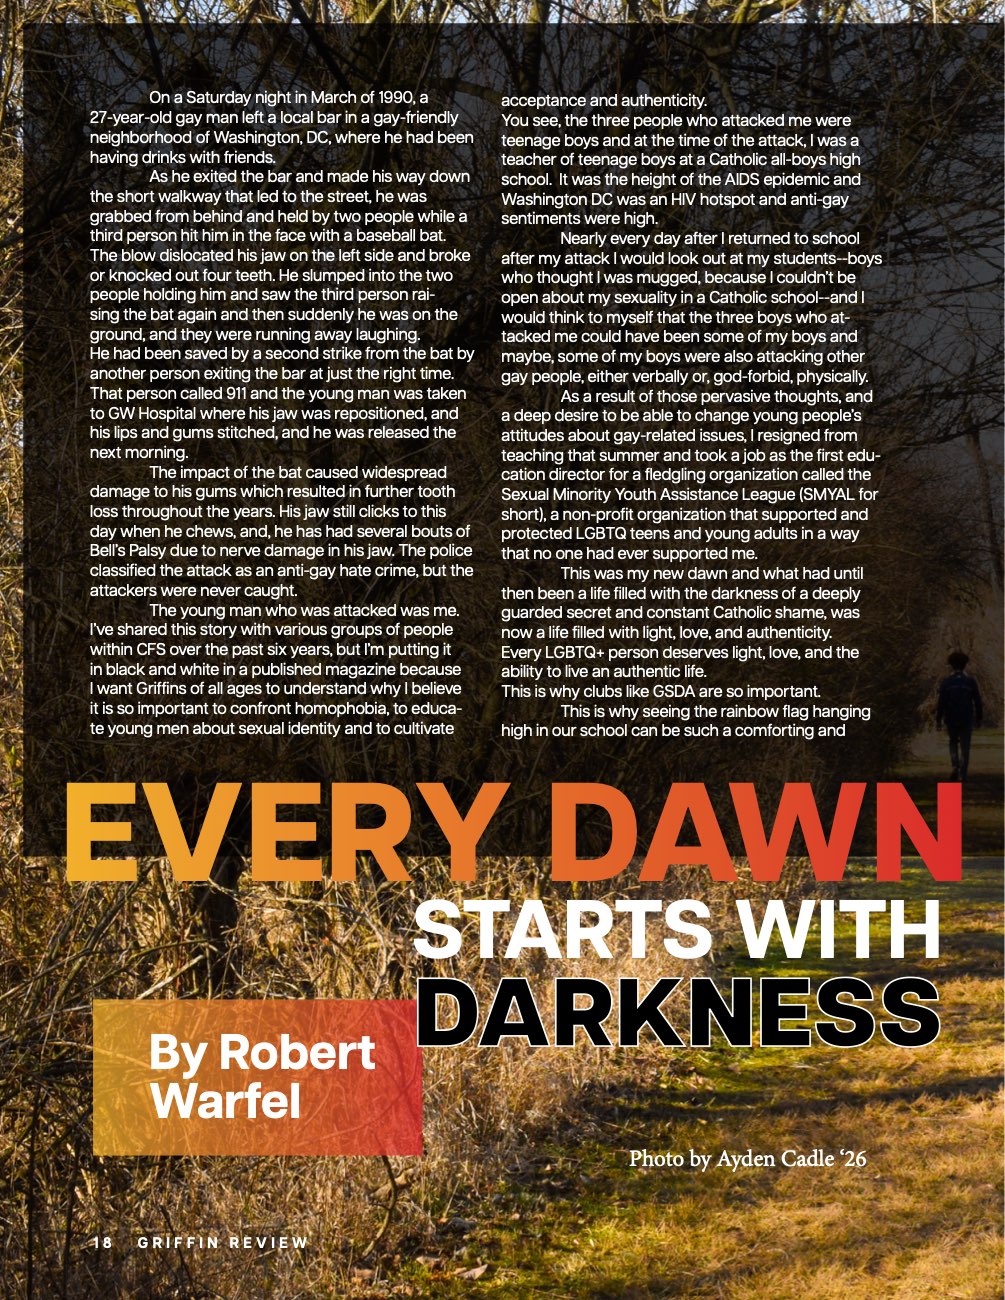 On a Saturday night in March of 1990, a
27-year-old gay man left a local bar in a gay-friendly
neighborhood of Washington, DC, where he had been
having drinks with friends.
As he exited the bar and made his way down
the short walkway that led to the street, he was
grabbed from behind and held by two people while a
third person hit him in the face with a baseball bat.
The blow dislocated his jaw on the left side and broke
or knocked out four teeth. He slumped into the two
people holding him and saw the third person rai-
sing the bat again and then suddenly he was on the
ground, and they were running away laughing.
He had been saved by a second strike from the bat by
another person exiting the bar at just the right time.
That person called 911 and the young man was taken
to GW Hospital where his jaw was repositioned, and
his lips and gums stitched, and he was released the
next morning.
The impact of the bat caused widespread
damage to his gums which resulted in further tooth
loss throughout the years. His jaw still clicks to this
day when he chews, and, he has had several bouts of
Bell's Palsy due to nerve damage in his jaw. The police
classified the attack as an anti-gay hate crime, but the
attackers were never caught.
The young man who was attacked was me.
I've shared this story with various groups of people
within CFS over the past six years, but I'm putting it
in black and white in a published magazine because
I want Griffins of all ages to understand why I believe
it is so important to confront homophobia, to educa-
te young men about sexual identity and to cultivate
acceptance and authenticity.
You see, the three people who attacked me were
teenage boys and at the time of the attack, I was a
teacher of teenage boys at a Catholic all-boys high
school. It was the height of the AIDS epidemic and
Washington DC was an HIV hotspot and anti-gay
sentiments were high.
Nearly every day after I returned to school
after my attack I would look out at my students--boys
who thought I was mugged, because I couldn't be
open about my sexuality in a Catholic school--and I
would think to myself that the three boys who at-
tacked me could have been some of my boys and
maybe, some of my boys were also attacking other
gay people, either verbally or, god-forbid, physically.
As a result of those pervasive thoughts, and
a deep desire to be able to change young people's
attitudes about gay-related issues, I resigned from
teaching that summer and took a job as the first edu-
cation director for a fledgling organization called the
Sexual Minority Youth Assistance League (SMYAL for
short), a non-profit organization that supported and
protected LGBTQ teens and young adults in a way
that no one had ever supported me.
This was my new dawn and what had until
then been a life filled with the darkness of a deeply
guarded secret and constant Catholic shame, was
now a life filled with light, love, and authenticity.
Every LGBTQ+ person deserves light, love, and the
ability to live an authentic life.
This is why clubs like GSDA are so important.
This is why seeing the rainbow flag hanging
high in our school can be such a comforting and
EVERY DAWN
STARTS WITH
DARKNESS
By Robert
Warfel
Photo by Ayden Cadle ‘26
18 GRIFFIN REVIEW